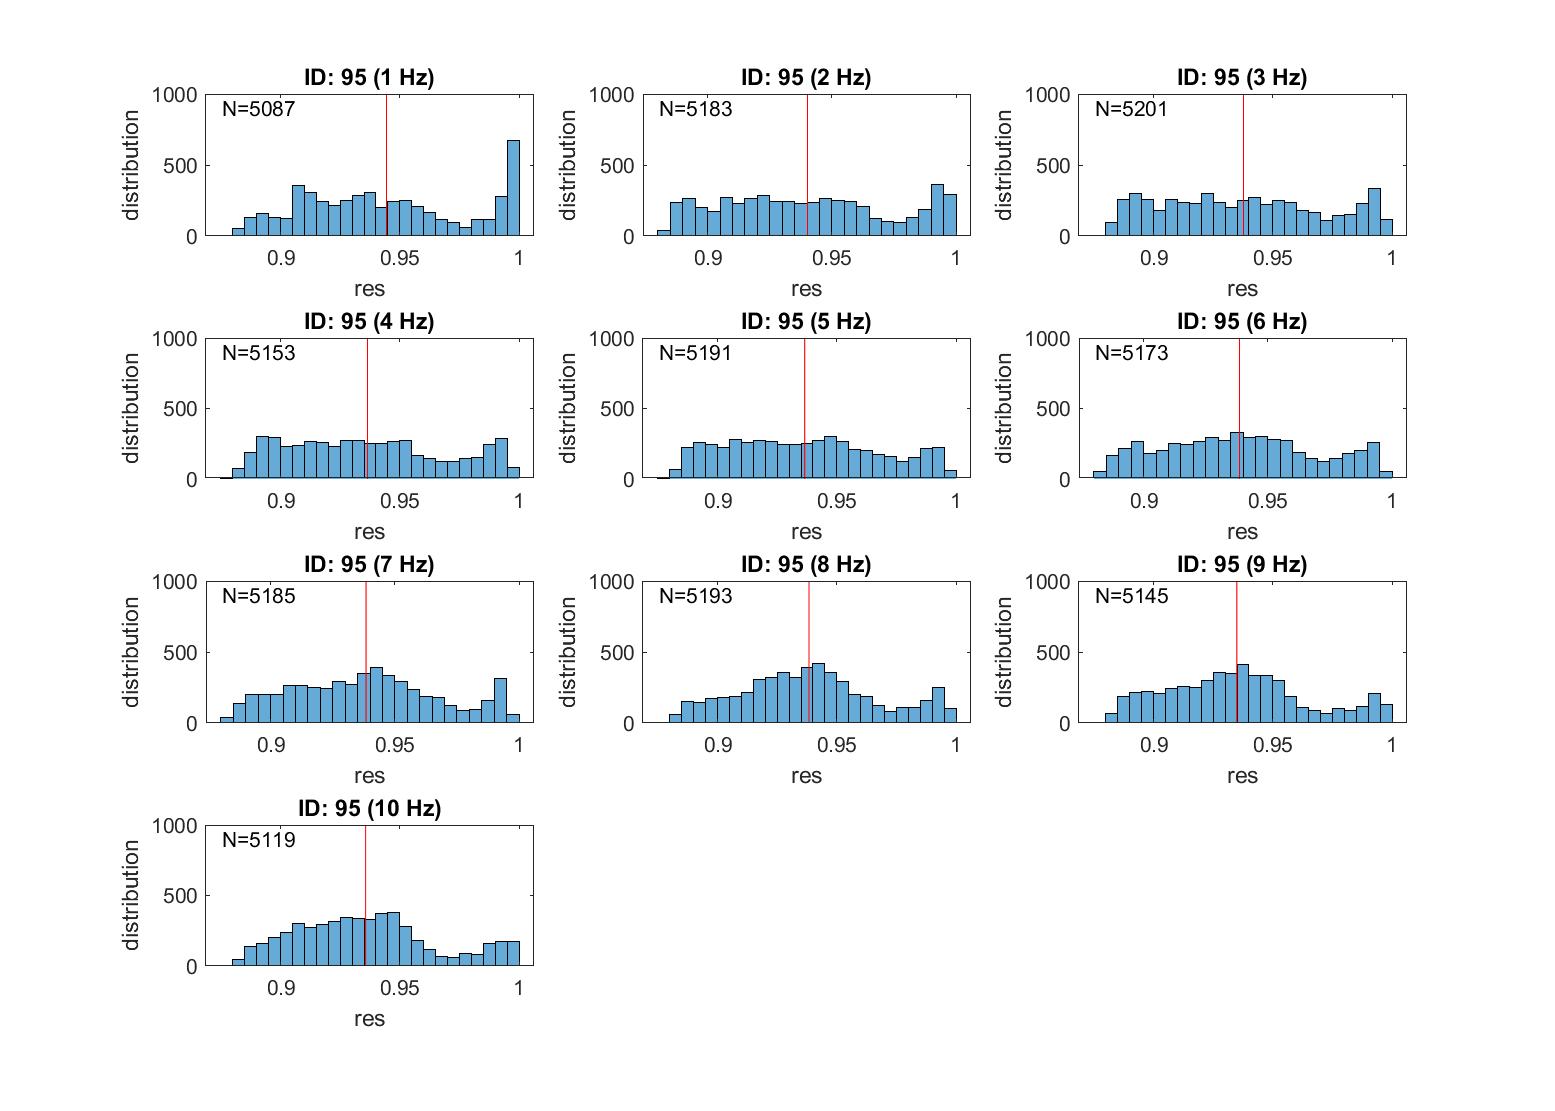 ID: 95 (1 Hz)
N=5087
1000
500
0
distribution
0.9 0.95 1
res
ID: 95 (2 Hz)
N=5183
1000
500
0
distribution
0.9 0.95 1
res
ID: 95 (3 Hz)
N=5201
1000
500
0
distribution
0.9 0.95 1
res
ID: 95 (4 Hz)
N=5153
1000
500
0
distribution
0.9 0.95 1
res
ID: 95 (5 Hz)
N=5191
1000
500
0
distribution
0.9 0.95 1
res
ID: 95 (6 Hz)
N=5173
1000
500
0
distribution
0.9 0.95 1
res
ID: 95 (7 Hz)
N=5185
1000
500
0
distribution
0.9 0.95 1
res
ID: 95 (8 Hz)
N=5193
1000
500
0
distribution
0.9 0.95 1
res
ID: 95 (9 Hz)
N=5145
1000
500
0
distribution
0.9 0.95 1
res
ID: 95 (10 Hz)
N=5119
1000
500
0
distribution
0.9 0.95 1
res